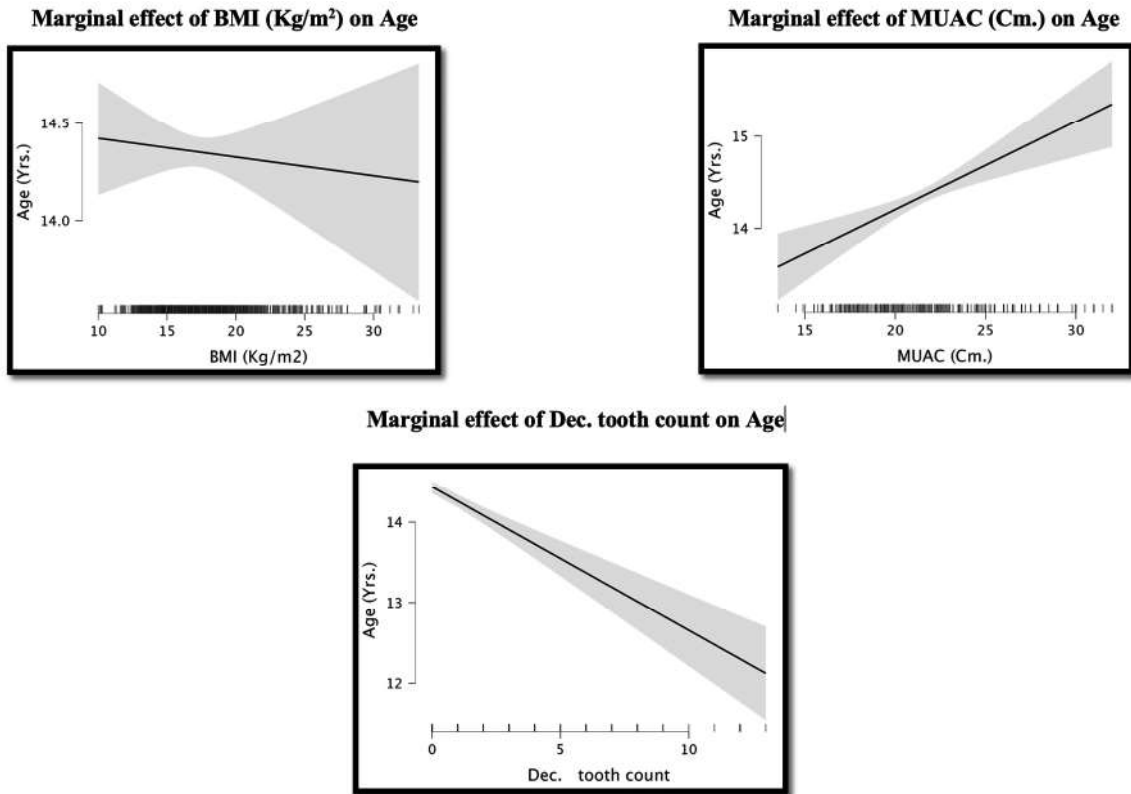 Marginal effect of BMI (Kg/m²) on Age
14.5
14.0
Age (Yrs.)
10 15 20 25 30
BMI (Kg/m2)
Marginal effect of MUAC (Cm.) on Age
15
14
Age (Yrs.)
15 20 25 30
MUAC (Cm.)
Marginal effect of Dec. tooth count on Age
14
13
12
Age (Yrs.)
0 5 10
Dec. tooth count